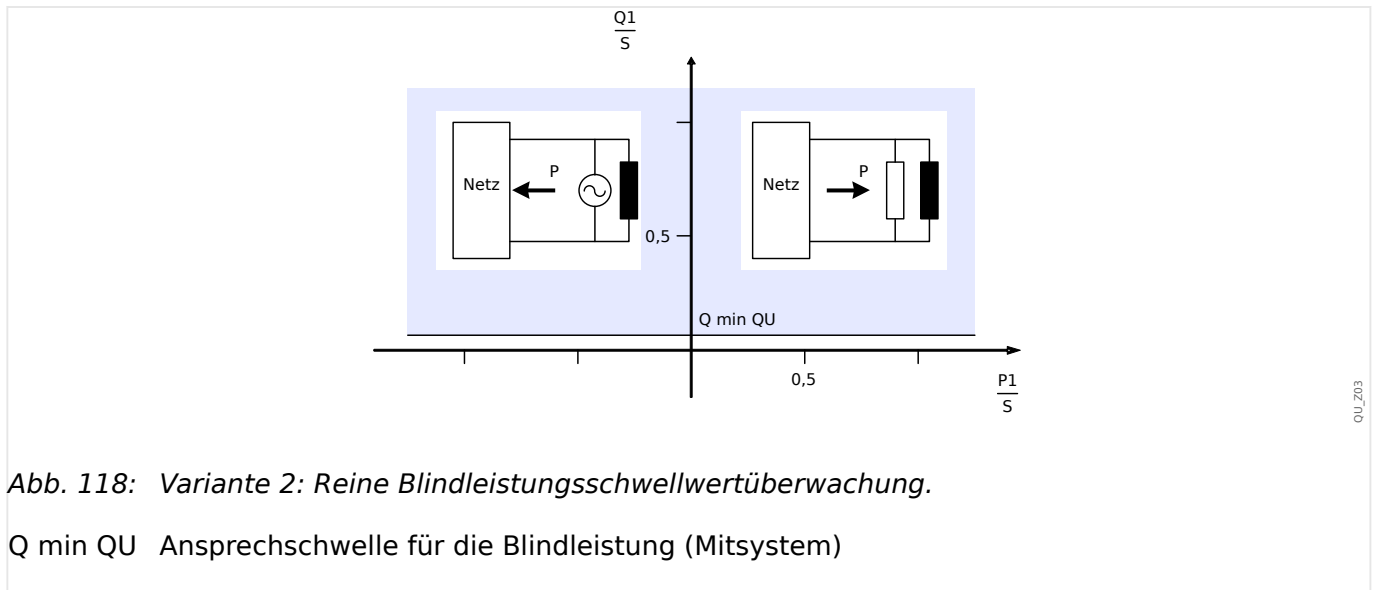 Q1
S
P
P
Netz
Netz
0,5
Q min QU
0,5
P1
S
QU_Z03
Abb. 118: Variante 2: Reine Blindleistungsschwellwertüberwachung.
Q min QU Ansprechschwelle für die Blindleistung (Mitsystem)